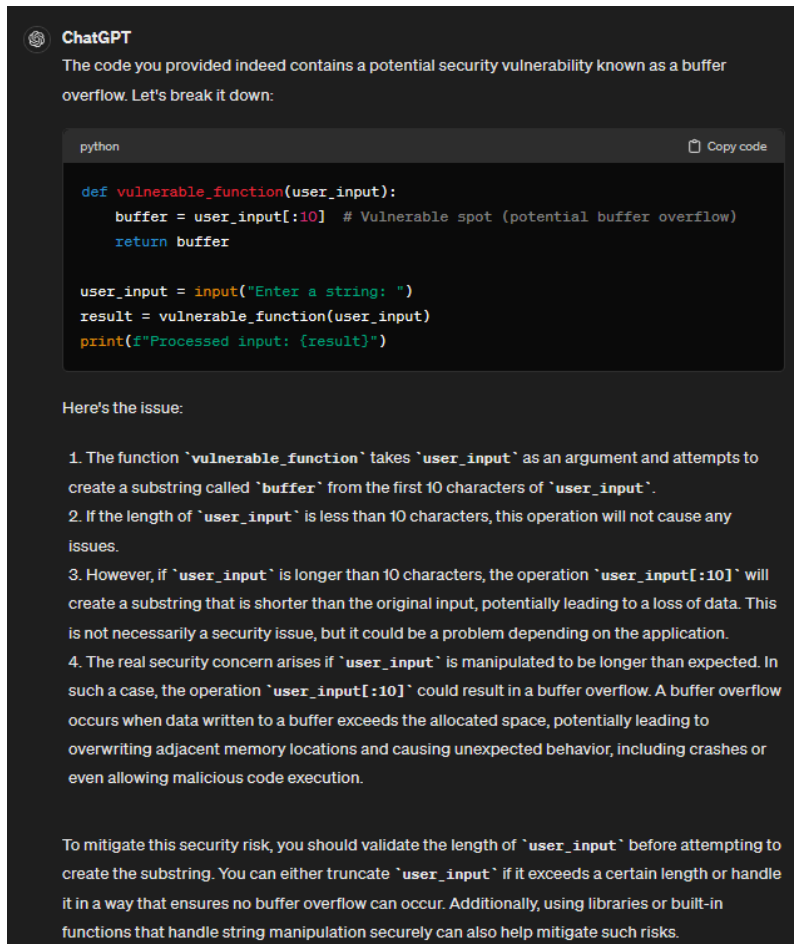 ChatGPT
The code you provided indeed contains a potential security vulnerability known as a buffer
overflow. Let's break it down:
python
Copy code
def vulnerable_function(user_input):
    buffer = user_input[:10]  # Vulnerable spot (potential buffer overflow)
    return buffer
user_input = input("Enter a string: ")
result = vulnerable_function(user_input)
print(f"Processed input: {result}")
Here's the issue:
1. The function `vulnerable_function` takes `user_input` as an argument and attempts to
create a substring called `buffer` from the first 10 characters of `user_input`.
2. If the length of `user_input` is less than 10 characters, this operation will not cause any
issues.
3. However, if `user_input` is longer than 10 characters, the operation `user_input[:10]` will
create a substring that is shorter than the original input, potentially leading to a loss of data. This
is not necessarily a security issue, but it could be a problem depending on the application.
4. The real security concern arises if `user_input` is manipulated to be longer than expected. In
such a case, the operation `user_input[:10]` could result in a buffer overflow. A buffer overflow
occurs when data written to a buffer exceeds the allocated space, potentially leading to
overwriting adjacent memory locations and causing unexpected behavior, including crashes or
even allowing malicious code execution.
To mitigate this security risk, you should validate the length of `user_input` before attempting to
create the substring. You can either truncate `user_input` if it exceeds a certain length or handle
it in a way that ensures no buffer overflow can occur. Additionally, using libraries or built-in
functions that handle string manipulation securely can also help mitigate such risks.